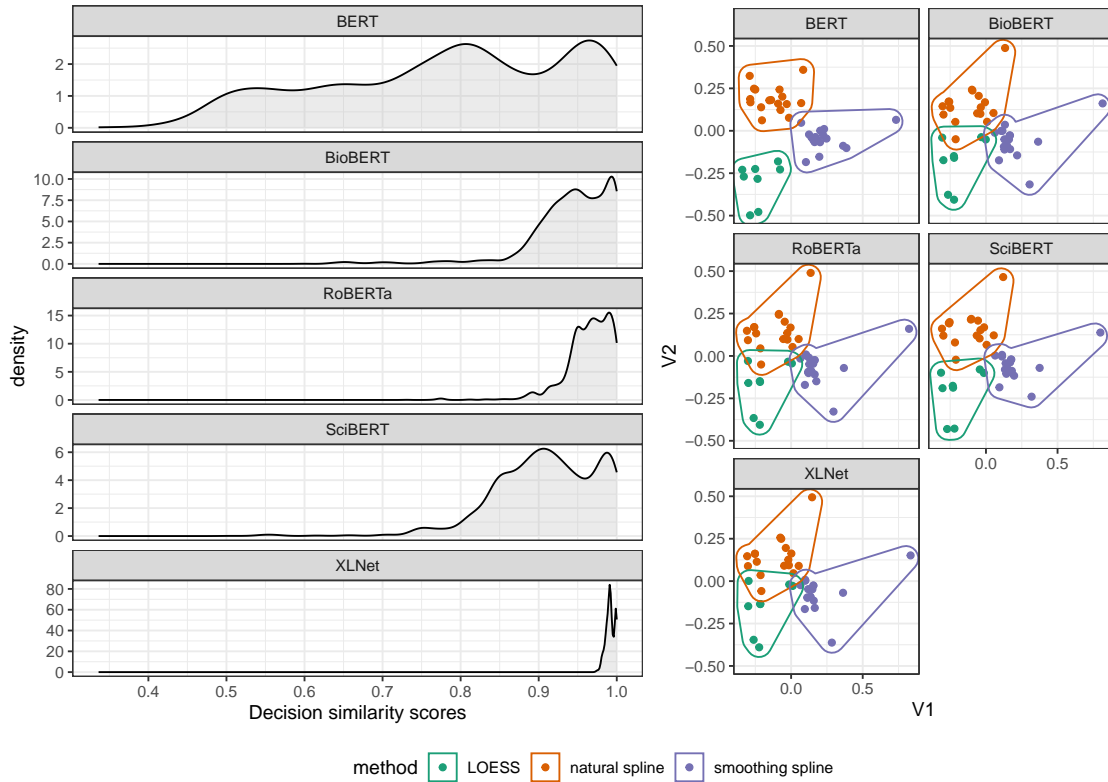 BERT
0
1
2
BioBERT
0.0
2.5
5.0
7.5
10.0
RoBERTa
0
5
10
15
SciBERT
0
2
4
6
XLNet
0
20
40
60
80
0.4 0.5 0.6 0.7 0.8 0.9 1.0
Decision similarity scores
density
BERT BioBERT
0.50
0.25
0.00
−0.25
−0.50
RoBERTa SciBERT
0.50
0.25
0.00
−0.25
−0.50
0.0 0.5
XLNet
0.50
0.25
0.00
−0.25
−0.50
0.0 0.5
V1
V2
method LOESS natural spline smoothing spline